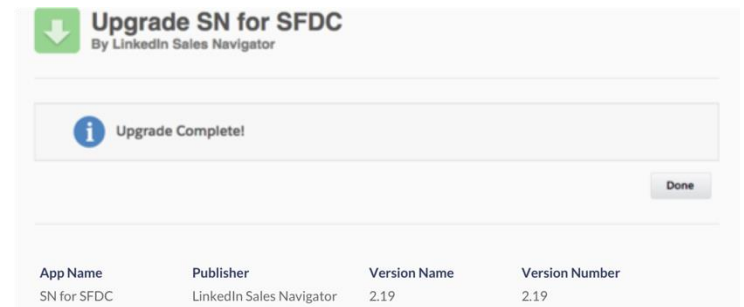 Upgrade SN for SFDC
By LinkedIn Sales Navigator
Upgrade Complete!
Done
App Name Publisher Version Name Version Number
SN for SFDC LinkedIn Sales Navigator 2.19 2.19